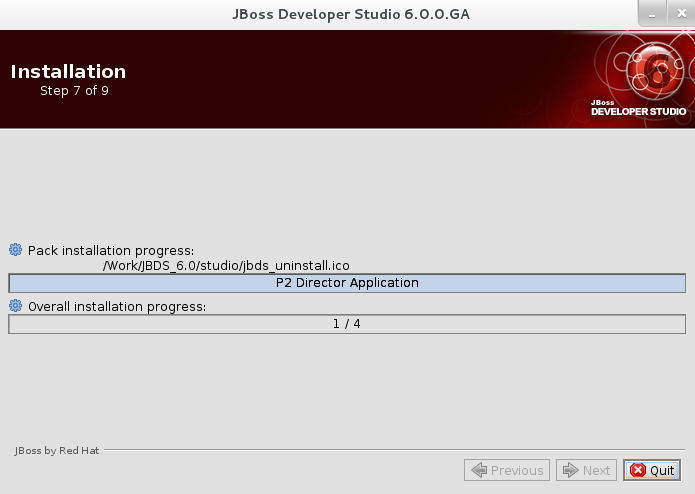 JBoss Developer Studio 6.0.0.GA
Installation
Step 7 of 9
6
JBoss
DEVELOPER STUDIO
Pack installation progress:
/Work/JBDS_6.0/studio/jbds_uninstall.ico
P2 Director Application
Overall installation progress:
1 / 4
JBoss by Red Hat
Previous Next Quit